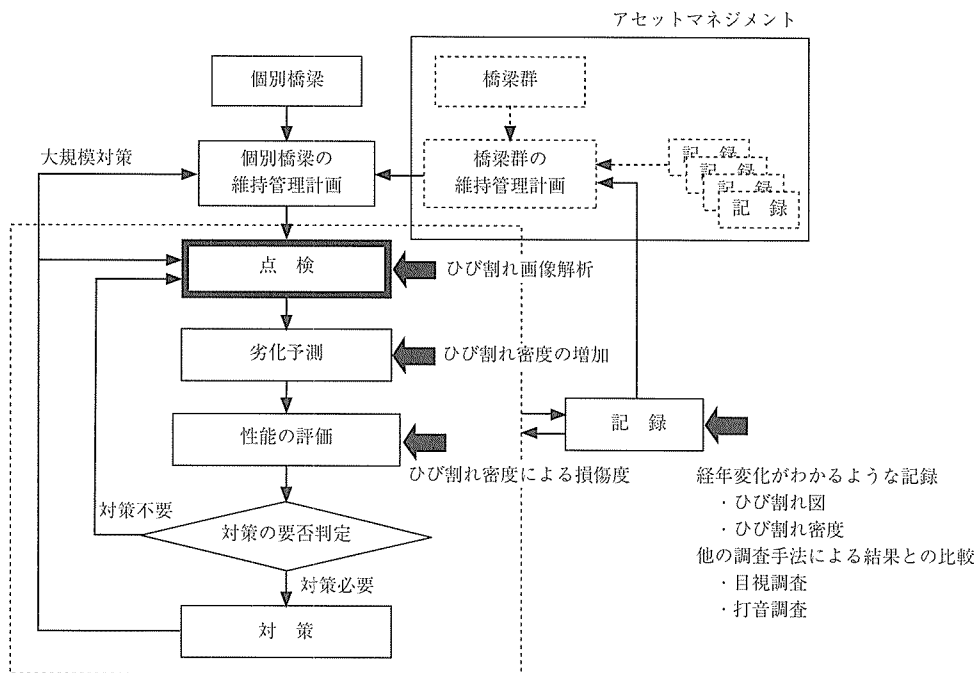 アセットマネジメント
個別橋梁
橋梁群
大規模対策
個別橋梁の
維持管理計画
橋梁群の
維持管理計画
記 録
記 録
記 録
記 録
点 検
ひび割れ画像解析
劣化予測
ひび割れ密度の増加
性能の評価
ひび割れ密度による損傷度
記 録
経年変化がわかるような記録
・ひび割れ図
・ひび割れ密度
他の調査手法による結果との比較
・目視調査
・打音調査
対策不要
対策の要否判定
対策必要
対 策